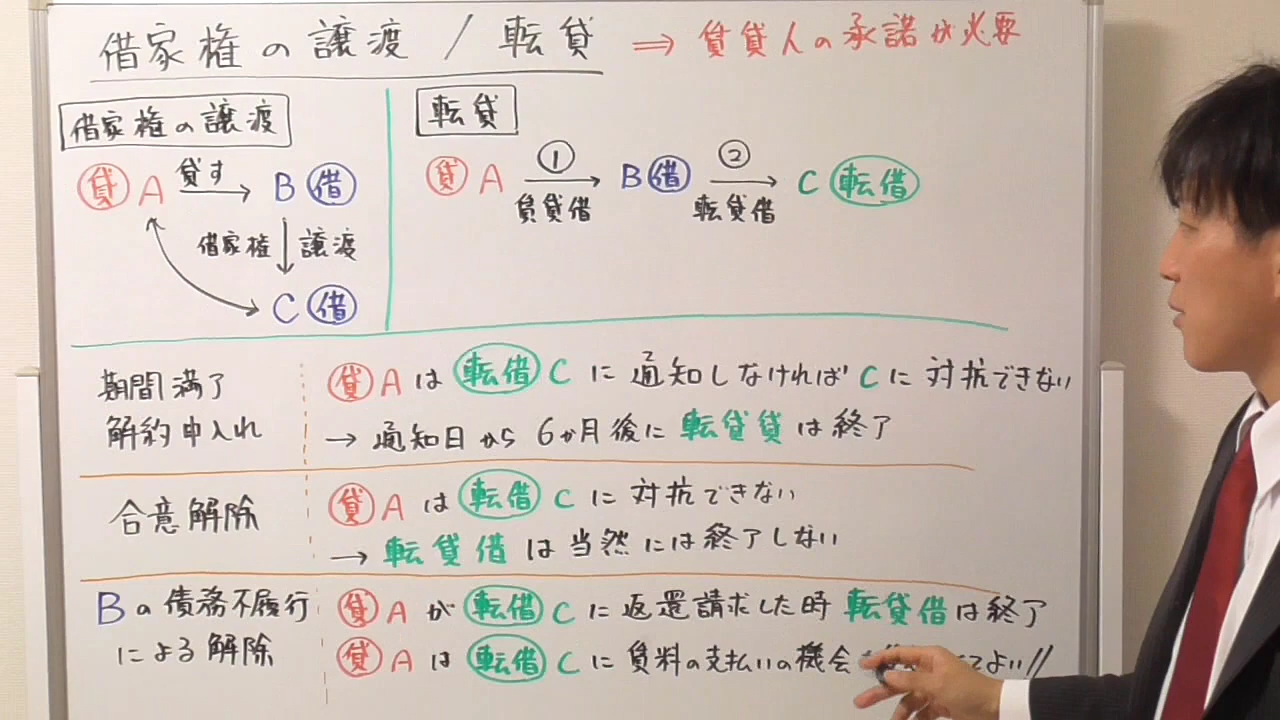 借家権の譲渡/転貸 ⇒ 賃貸人の承諾が必要
借家権の譲渡
貸 A 貸す B 借
借家権 譲渡
C 借
転貸
貸 A ① B 借 ② C 転借
賃貸借 転貸借
期間満了
解約申入れ
貸 A は 転借 C に 通知しなければ C に 対抗できない
→ 通知日から 6か月後に 転貸貸 は終了
合意解除
貸 A は 転借 C に 対抗できない
→ 転貸借 は当然には終了しない
Bの債務不履行
による解除
貸 A が 転借 C に 返還請求した時 転貸借 は終了
貸 A は 転借 C に 賃料の支払いの機会 てよい//